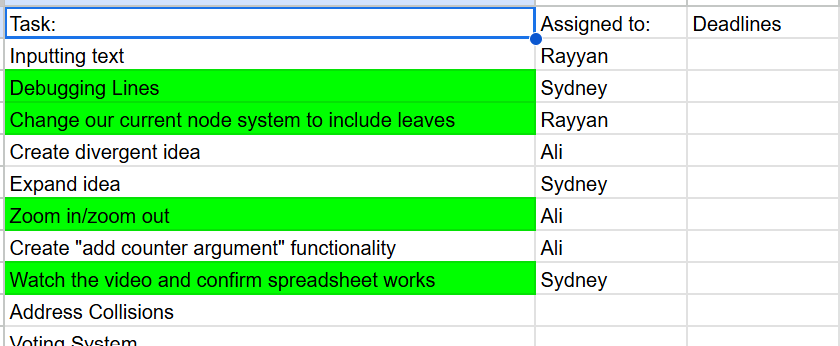 Task: Assigned to: Deadlines
Inputting text Rayyan
Debugging Lines Sydney
Change our current node system to include leaves Rayyan
Create divergent idea Ali
Expand idea Sydney
Zoom in/zoom out Ali
Create "add counter argument" functionality Ali
Watch the video and confirm spreadsheet works Sydney
Address Collisions
Voting System